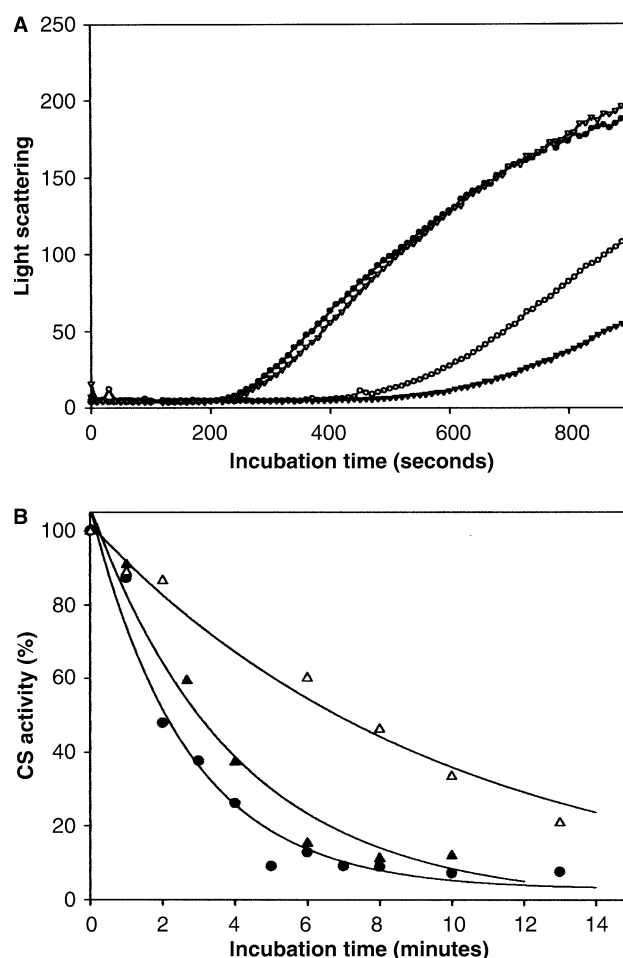 A
250
200
150
100
50
0
Light scattering
0 200 400 600 800
Incubation time (seconds)
B
100
80
60
40
20
0
CS activity (%)
0 2 4 6 8 10 12 14
Incubation time (minutes)